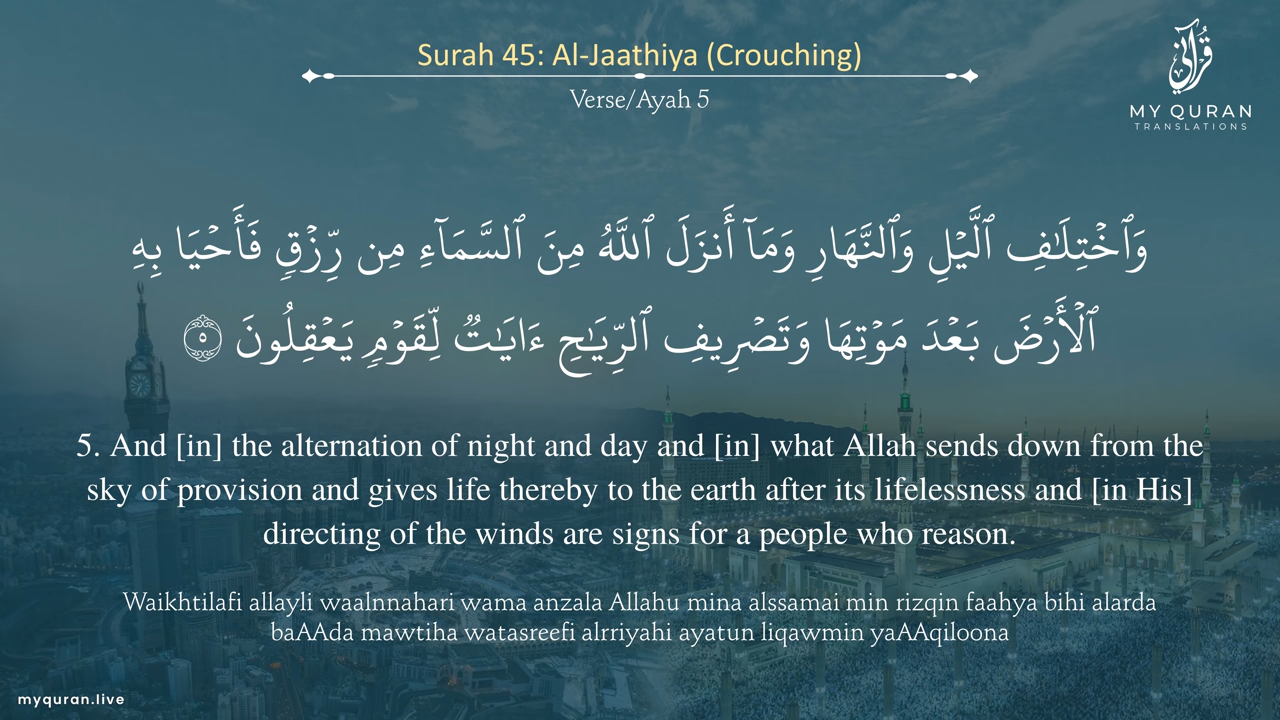 Surah 45: Al-Jaathiya (Crouching)
Verse/Ayah 5
قرآني
MY QURAN
TRANSLATIONS
وَٱخْتِلَـٰفِ ٱلَّيْلِ وَٱلنَّهَارِ وَمَآ أَنزَلَ ٱللَّهُ مِنَ ٱلسَّمَآءِ مِن رِّزْقٍ فَأَحْيَا بِهِ
ٱلْأَرْضَ بَعْدَ مَوْتِهَا وَتَصْرِيفِ ٱلرِّيَـٰحِ ءَايَـٰتٌ لِّقَوْمٍ يَعْقِلُونَ ٥
5. And [in] the alternation of night and day and [in] what Allah sends down from the
sky of provision and gives life thereby to the earth after its lifelessness and [in His]
directing of the winds are signs for a people who reason.
Waikhtilafi allayli waalnnahari wama anzala Allahu mina alssamai min rizqin faahya bihi alarda
baAAda mawtiha watasreefi alrriyahi ayatun liqawmin yaAAqiloona
myquran.live